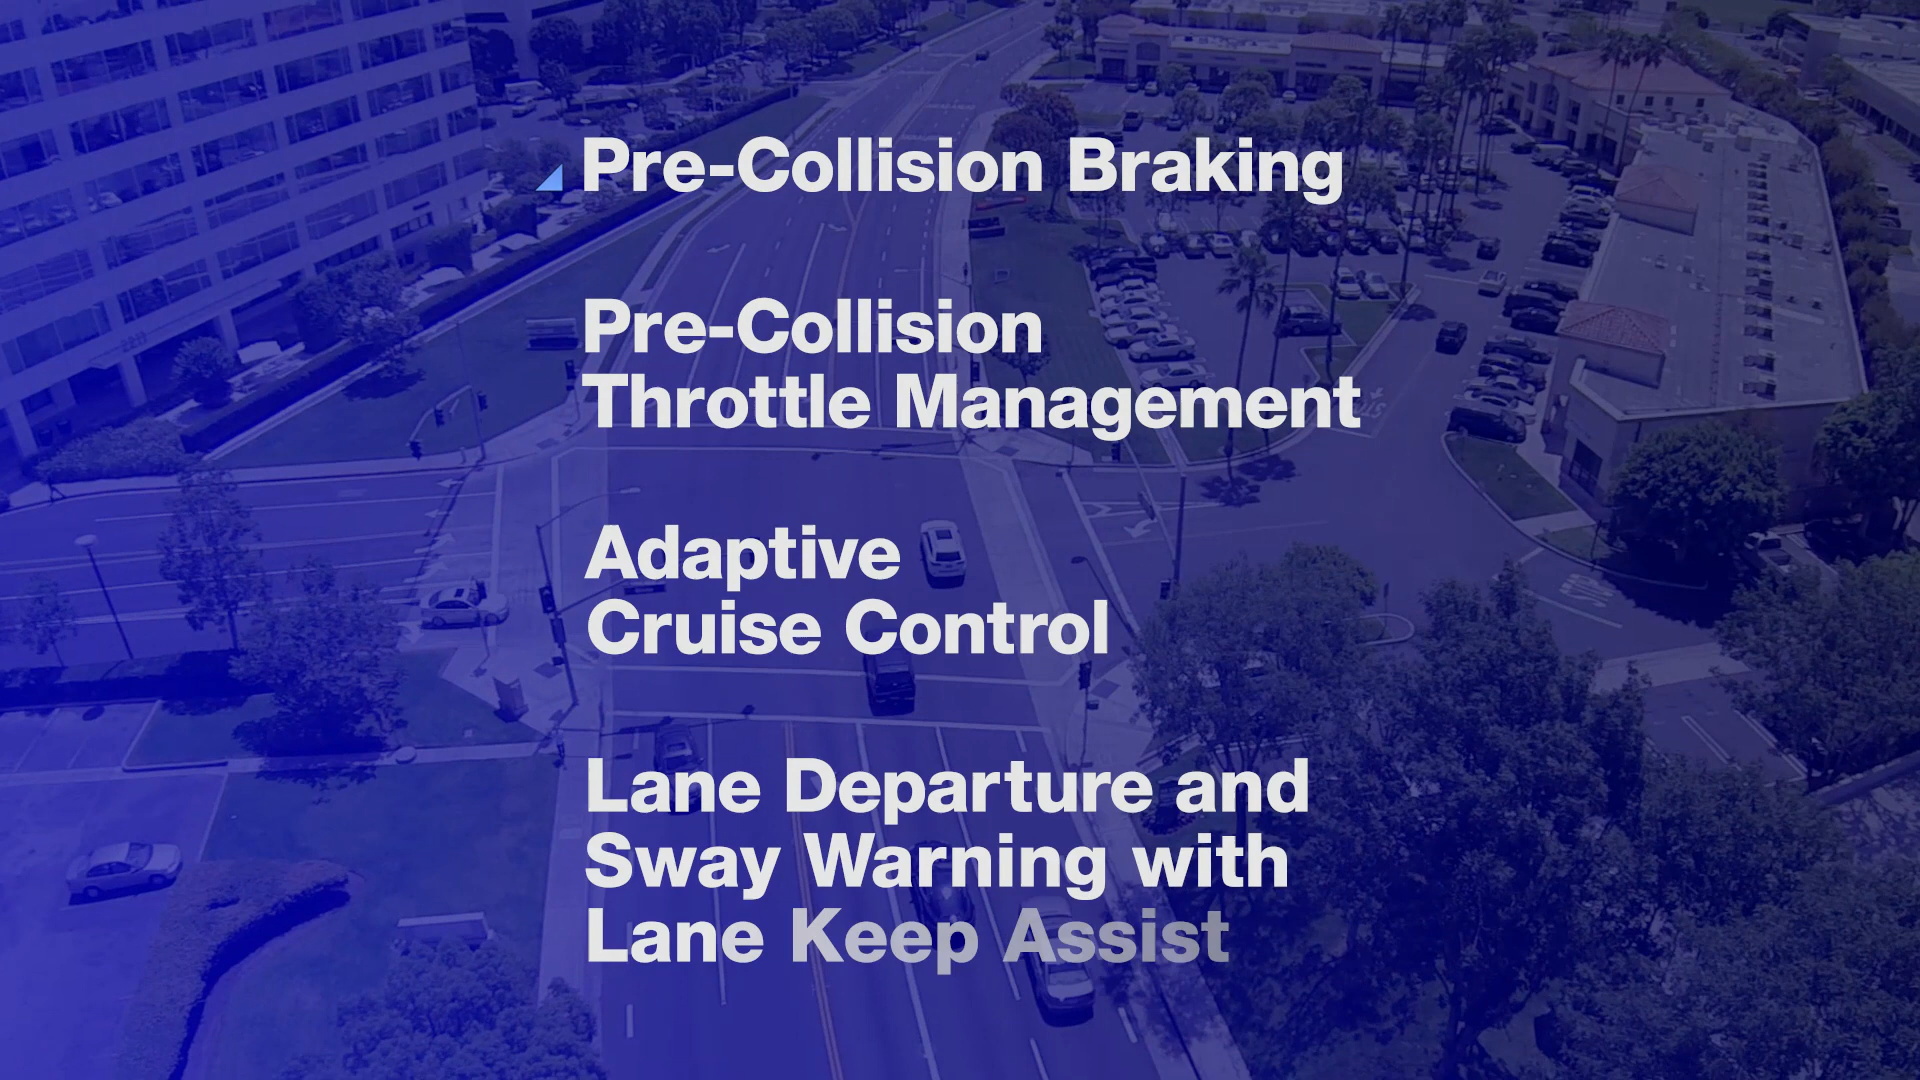 Pre-Collision Braking
Pre-Collision
Throttle Management
Adaptive
Cruise Control
Lane Departure and
Sway Warning with
Lane Keep Assist